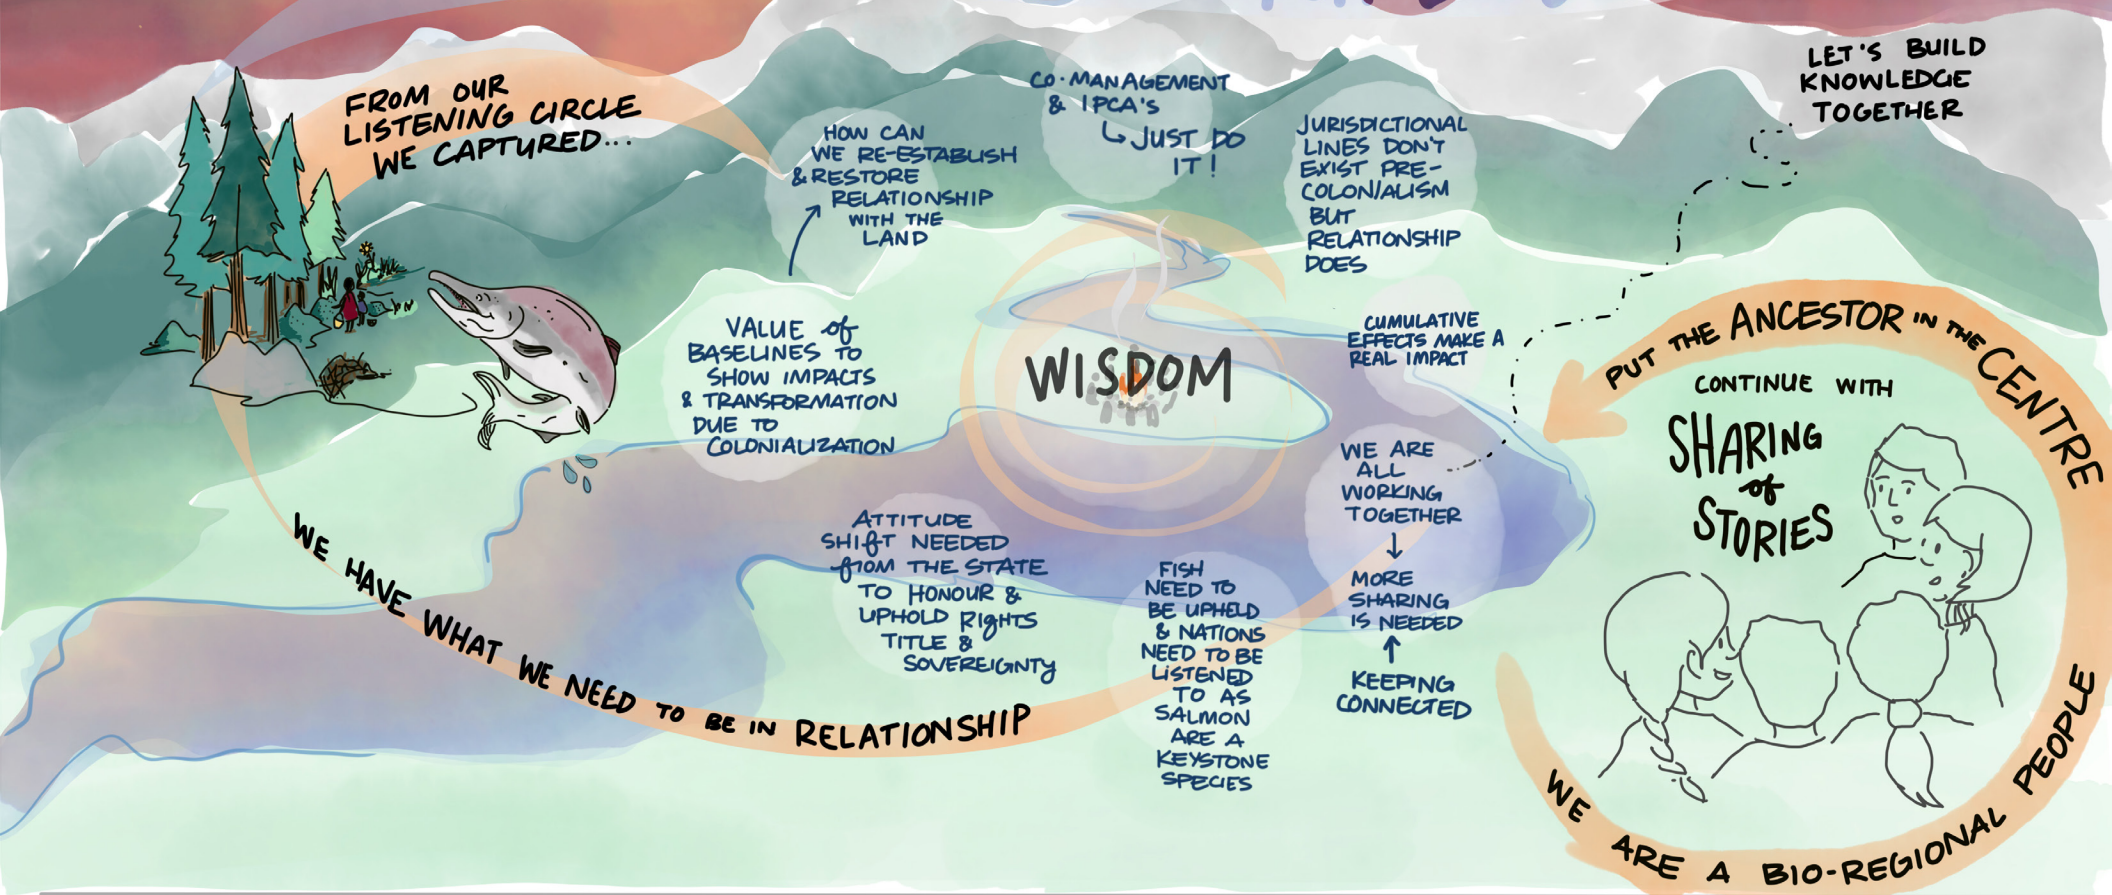 FROM OUR
LISTENING CIRCLE
WE CAPTURED...
HOW CAN
WE RE-ESTABLISH
& RESTORE
RELATIONSHIP
WITH THE
LAND
VALUE of
BASELINES TO
SHOW IMPACTS
& TRANSFORMATION
DUE TO
COLONIALIZATION
CO-MANAGEMENT
& IPCA'S
JUST DO
IT!
JURISDICTIONAL
LINES DON'T
EXIST PRE-
COLONIALISM
BUT
RELATIONSHIP
DOES
CUMULATIVE
EFFECTS MAKE A
REAL IMPACT
WISDOM
LET'S BUILD
KNOWLEDGE
TOGETHER
WE ARE
ALL
WORKING
TOGETHER
MORE
SHARING
IS NEEDED
KEEPING
CONNECTED
ATTITUDE
SHIFT NEEDED
from THE STATE
TO HONOUR &
UPHOLD RIGHTS
TITLE &
SOVEREIGNTY
FISH
NEED TO
BE UPHELD
& NATIONS
NEED TO BE
LISTENED
TO AS
SALMON
ARE A
KEYSTONE
SPECIES
WE HAVE WHAT WE NEED TO BE IN RELATIONSHIP
PUT THE ANCESTOR IN THE CENTRE
CONTINUE WITH
SHARING
of
STORIES
WE ARE A BIO-REGIONAL PEOPLE